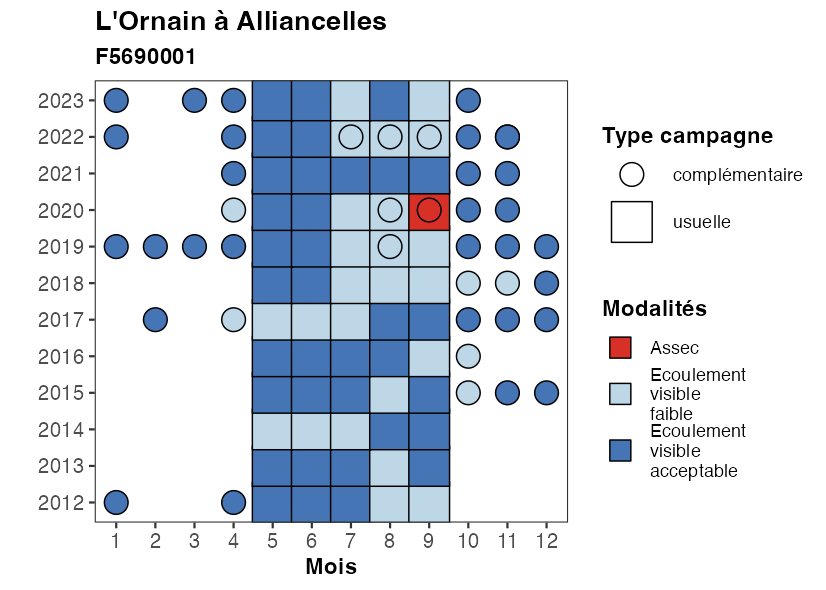 L'Ornain à Alliancelles
F5690001
2023
2022
2021
2020
2019
2018
2017
2016
2015
2014
2013
2012
1 2 3 4 5 6 7 8 9 10 11 12
Mois
Type campagne
complémentaire
usuelle
Modalités
Assec
Ecoulement
visible
faible
Ecoulement
visible
acceptable